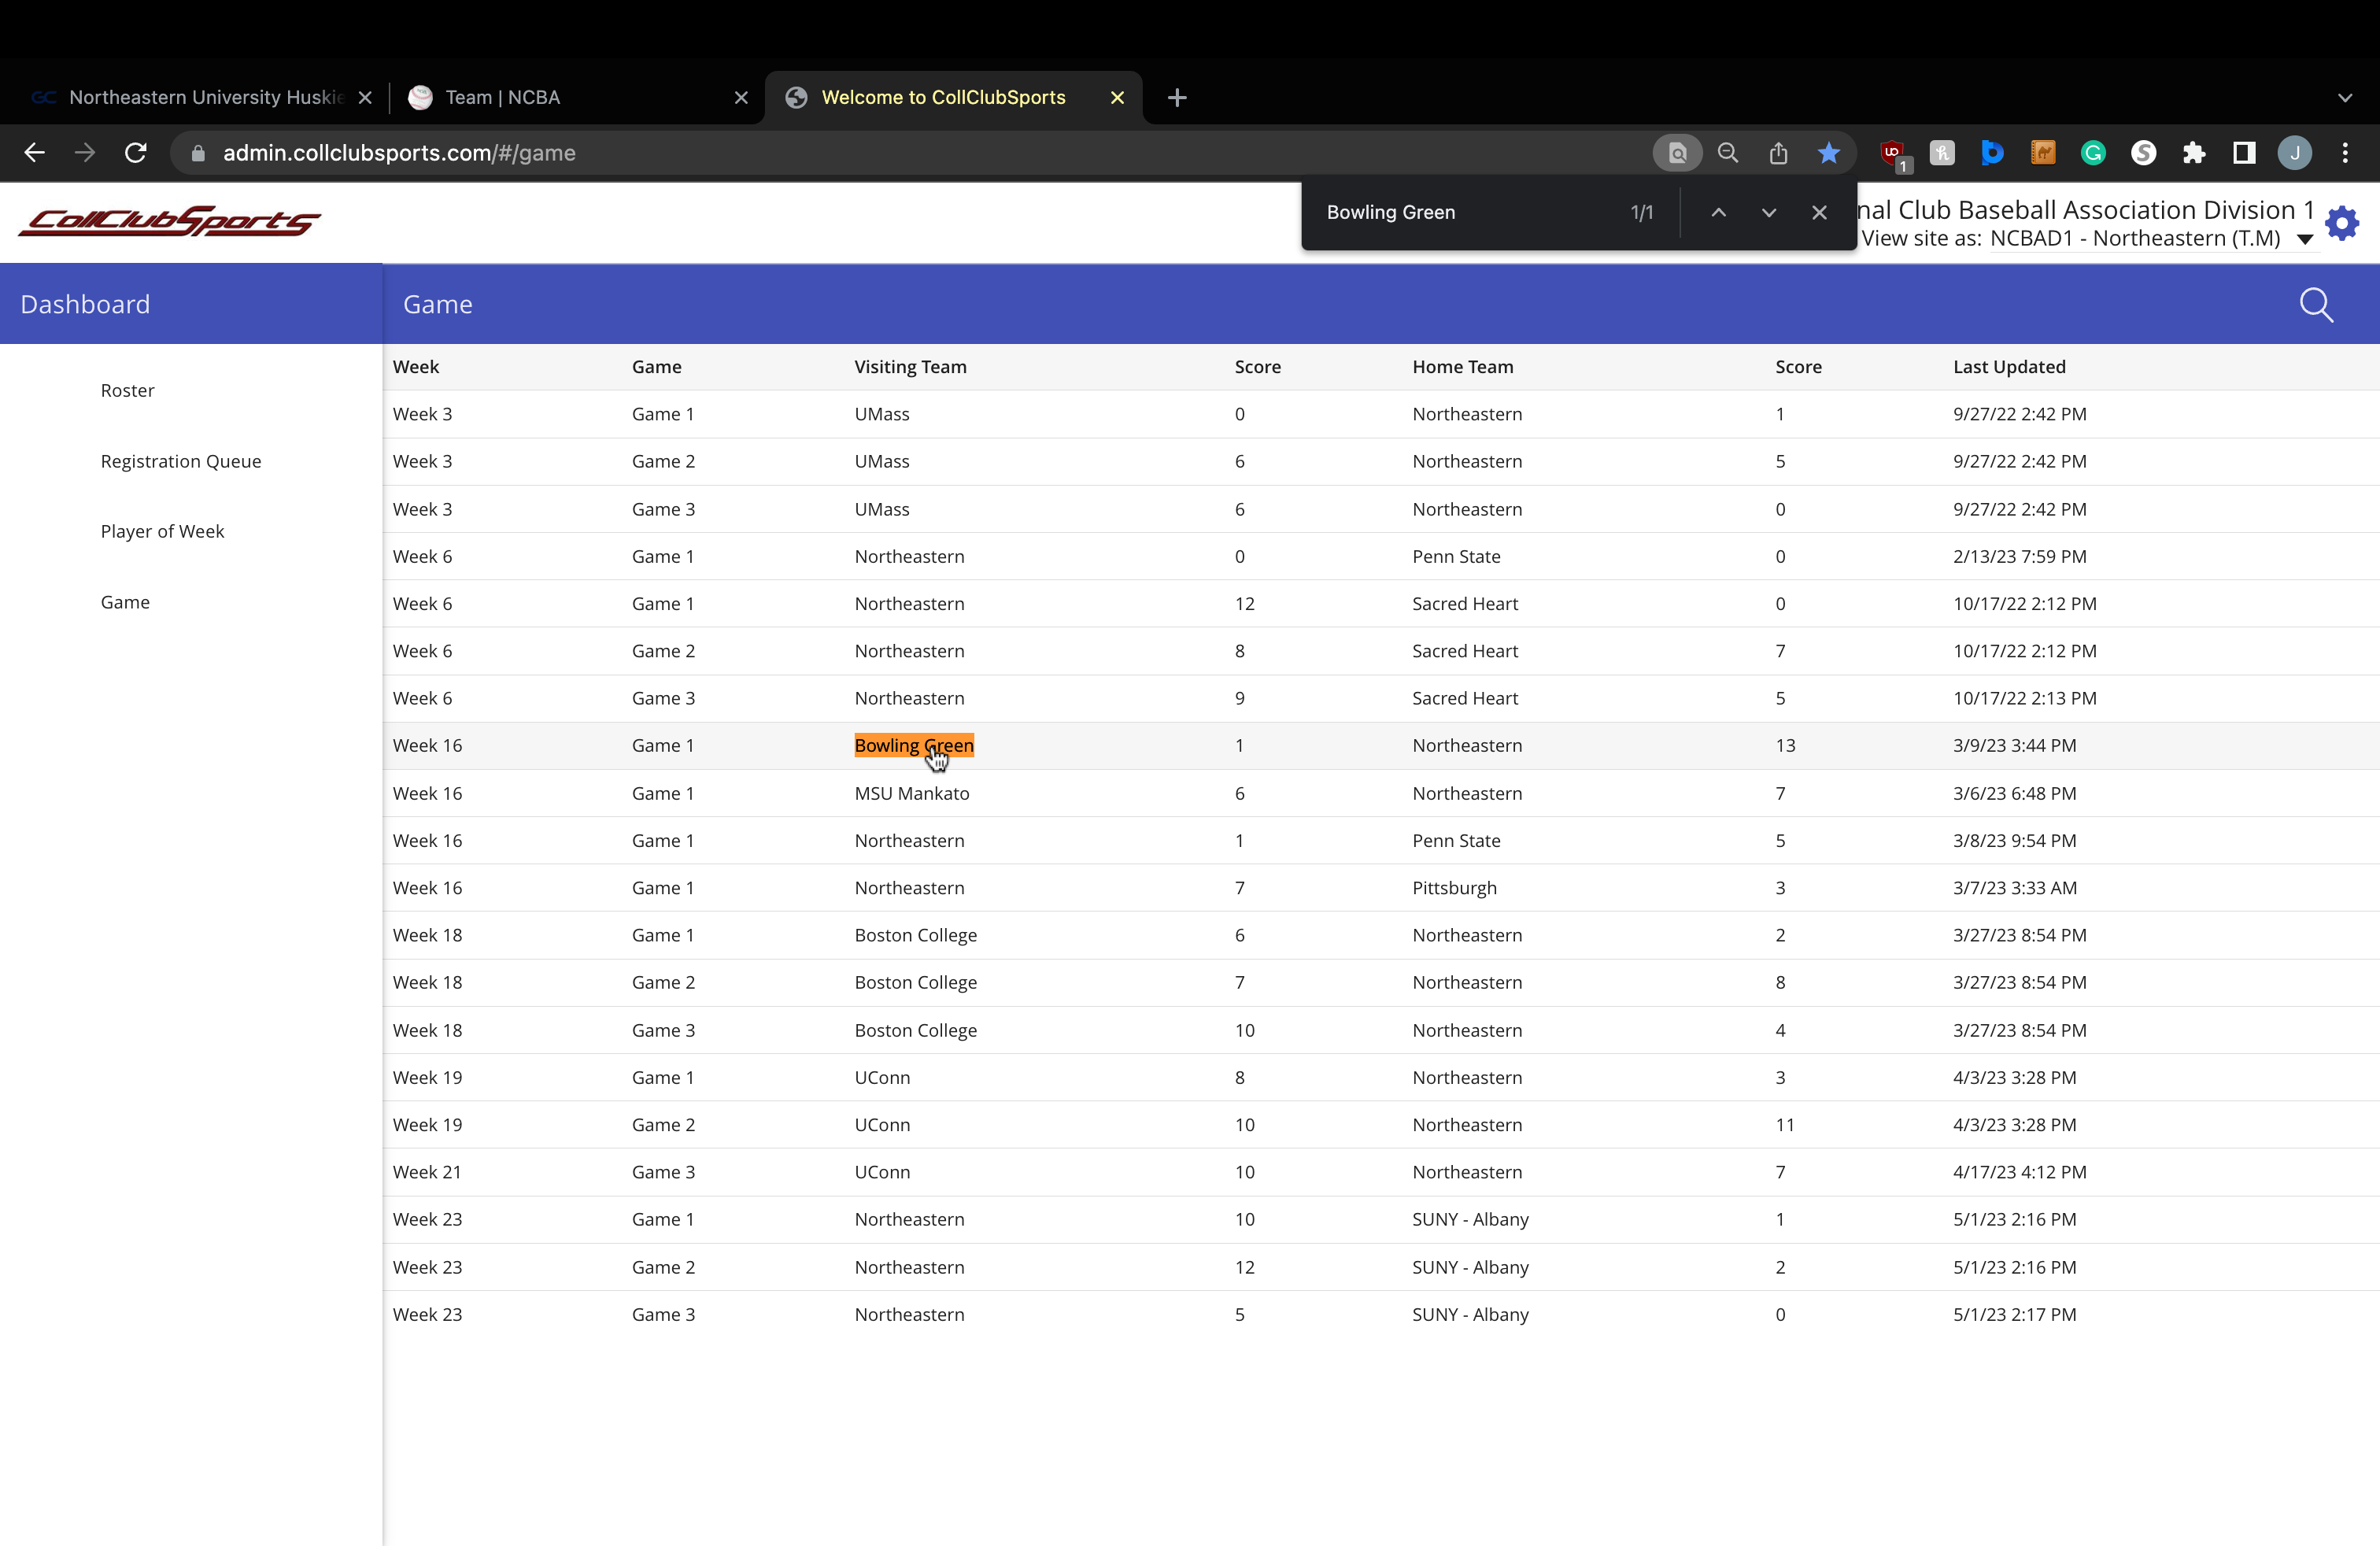 Northeastern University Huskie
Team | NCBA
Welcome to CollClubSports
admin.collclubsports.com/#/game
1
J
Bowling Green 1/1
CollClubSports
nal Club Baseball Association Division 1
View site as: NCBAD1 - Northeastern (T.M)
Dashboard
Game
Roster
Registration Queue
Player of Week
Game
Week Game Visiting Team Score Home Team Score Last Updated
Week 3 Game 1 UMass 0 Northeastern 1 9/27/22 2:42 PM
Week 3 Game 2 UMass 6 Northeastern 5 9/27/22 2:42 PM
Week 3 Game 3 UMass 6 Northeastern 0 9/27/22 2:42 PM
Week 6 Game 1 Northeastern 0 Penn State 0 2/13/23 7:59 PM
Week 6 Game 1 Northeastern 12 Sacred Heart 0 10/17/22 2:12 PM
Week 6 Game 2 Northeastern 8 Sacred Heart 7 10/17/22 2:12 PM
Week 6 Game 3 Northeastern 9 Sacred Heart 5 10/17/22 2:13 PM
Week 16 Game 1 Bowling Green 1 Northeastern 13 3/9/23 3:44 PM
Week 16 Game 1 MSU Mankato 6 Northeastern 7 3/6/23 6:48 PM
Week 16 Game 1 Northeastern 1 Penn State 5 3/8/23 9:54 PM
Week 16 Game 1 Northeastern 7 Pittsburgh 3 3/7/23 3:33 AM
Week 18 Game 1 Boston College 6 Northeastern 2 3/27/23 8:54 PM
Week 18 Game 2 Boston College 7 Northeastern 8 3/27/23 8:54 PM
Week 18 Game 3 Boston College 10 Northeastern 4 3/27/23 8:54 PM
Week 19 Game 1 UConn 8 Northeastern 3 4/3/23 3:28 PM
Week 19 Game 2 UConn 10 Northeastern 11 4/3/23 3:28 PM
Week 21 Game 3 UConn 10 Northeastern 7 4/17/23 4:12 PM
Week 23 Game 1 Northeastern 10 SUNY - Albany 1 5/1/23 2:16 PM
Week 23 Game 2 Northeastern 12 SUNY - Albany 2 5/1/23 2:16 PM
Week 23 Game 3 Northeastern 5 SUNY - Albany 0 5/1/23 2:17 PM